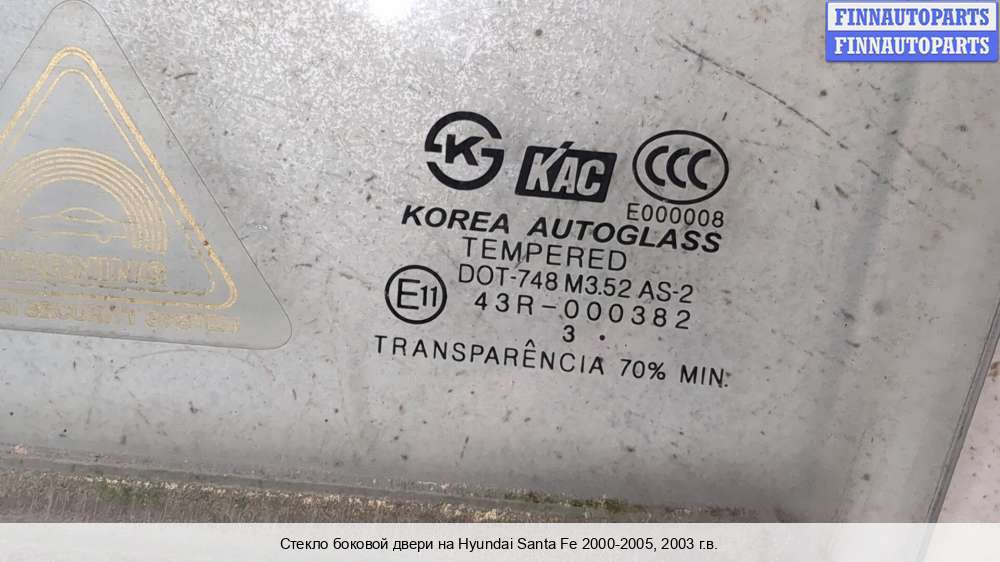 FINNAUTOPARTS
FINNAUTOPARTS
KS
KAC
CCC
E000008
KOREA AUTOGLASS
TEMPERED
DOT-748 M3.52 AS-2
E11
43R-000382
3 .
TRANSPARÊNCIA 70% MIN.
Стекло боковой двери на Hyundai Santa Fe 2000-2005, 2003 г.в.